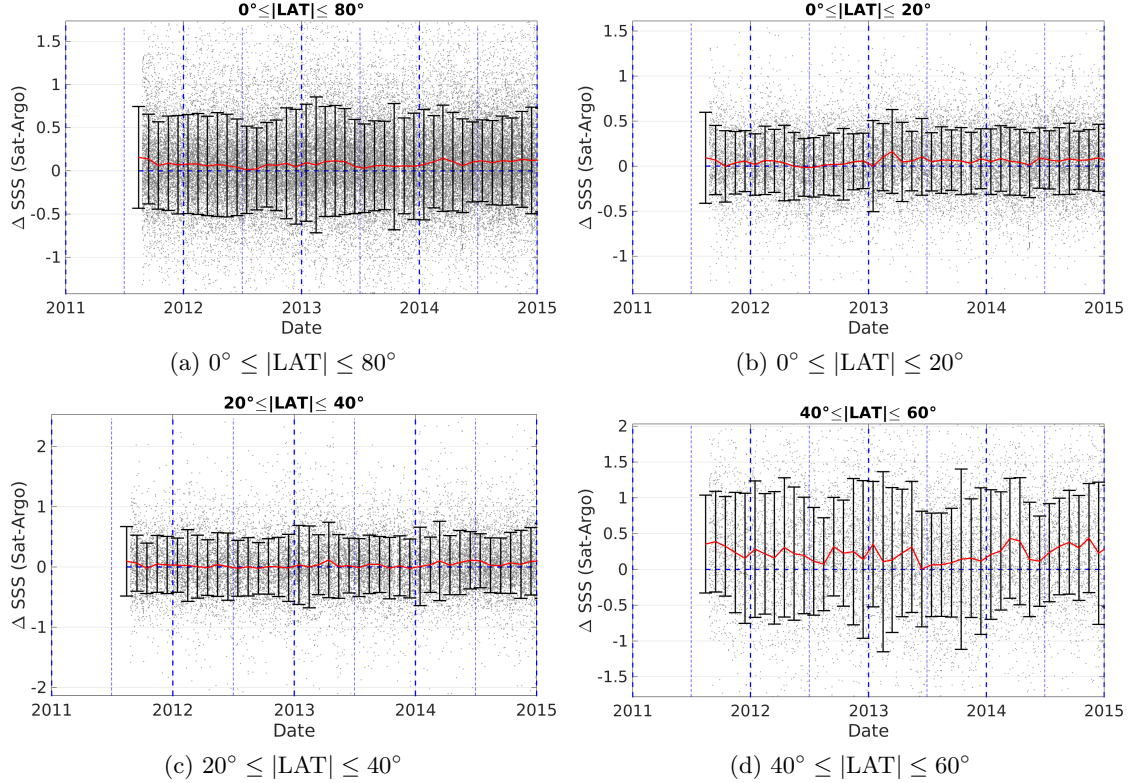 0°≤|LAT|≤ 80°
Δ SSS (Sat-Argo)
1.5
1
0.5
0
-0.5
-1
2011 2012 2013 2014 2015
Date
(a) 0° ≤ |LAT| ≤ 80°
0°≤|LAT|≤ 20°
Δ SSS (Sat-Argo)
1.5
1
0.5
0
-0.5
-1
2011 2012 2013 2014 2015
Date
(b) 0° ≤ |LAT| ≤ 20°
20°≤|LAT|≤ 40°
Δ SSS (Sat-Argo)
2
1
0
-1
-2
2011 2012 2013 2014 2015
Date
(c) 20° ≤ |LAT| ≤ 40°
40°≤|LAT|≤ 60°
Δ SSS (Sat-Argo)
2
1.5
1
0.5
0
-0.5
-1
-1.5
2011 2012 2013 2014 2015
Date
(d) 40° ≤ |LAT| ≤ 60°